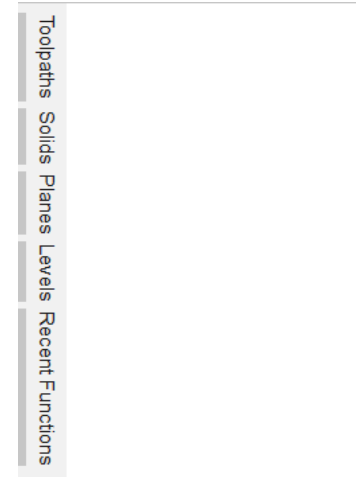 Toolpaths
Solids
Planes
Levels
Recent Functions